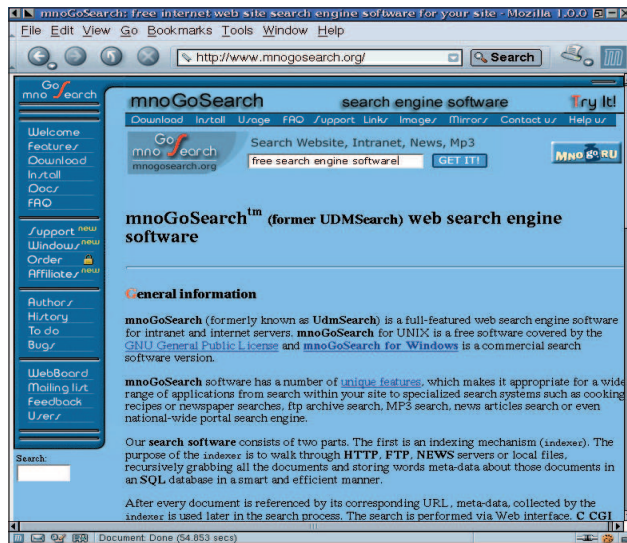 mnoGoSearch: free internet web site search engine software for your site - Mozilla 1.0.0
File Edit View Go Bookmarks Tools Window Help
http://www.mnogosearch.org/ Search
mno GoSearch
mnoGoSearch search engine software Try It!
Download Install Usage FAQ Support Links Images Mirrors Contact us Help us
mno GoSearch
mnogosearch.org
Search Website, Intranet, News, Mp3
free search engine software
GET IT!
MNOgo.RU
Welcome
Features
Download
Install
Docs
FAQ
Support new
Windows new
Order
Affiliates new
Authors
History
To do
Bugs
WebBoard
Mailing list
Feedback
Users
Search:
mnoGoSearch™ (former UDMSearch) web search engine
software
General information
mnoGoSearch (formerly known as UdmSearch) is a full-featured web search engine software
for intranet and internet servers. mnoGoSearch for UNIX is a free software covered by the
GNU General Public License and mnoGoSearch for Windows is a commercial search
software version.
mnoGoSearch software has a number of unique features, which makes it appropriate for a wide
range of applications from search within your site to specialized search systems such as cooking
recipes or newspaper searches, ftp archive search, MP3 search, news articles search or even
national-wide portal search engine.
Our search software consists of two parts. The first is an indexing mechanism (indexer). The
purpose of the indexer is to walk through HTTP, FTP, NEWS servers or local files,
recursively grabbing all the documents and storing words meta-data about those documents in
an SQL database in a smart and efficient manner.
After every document is referenced by its corresponding URL, meta-data, collected by the
indexer is used later in the search process. The search is performed via Web interface. C CGI
Document: Done (54.853 secs)